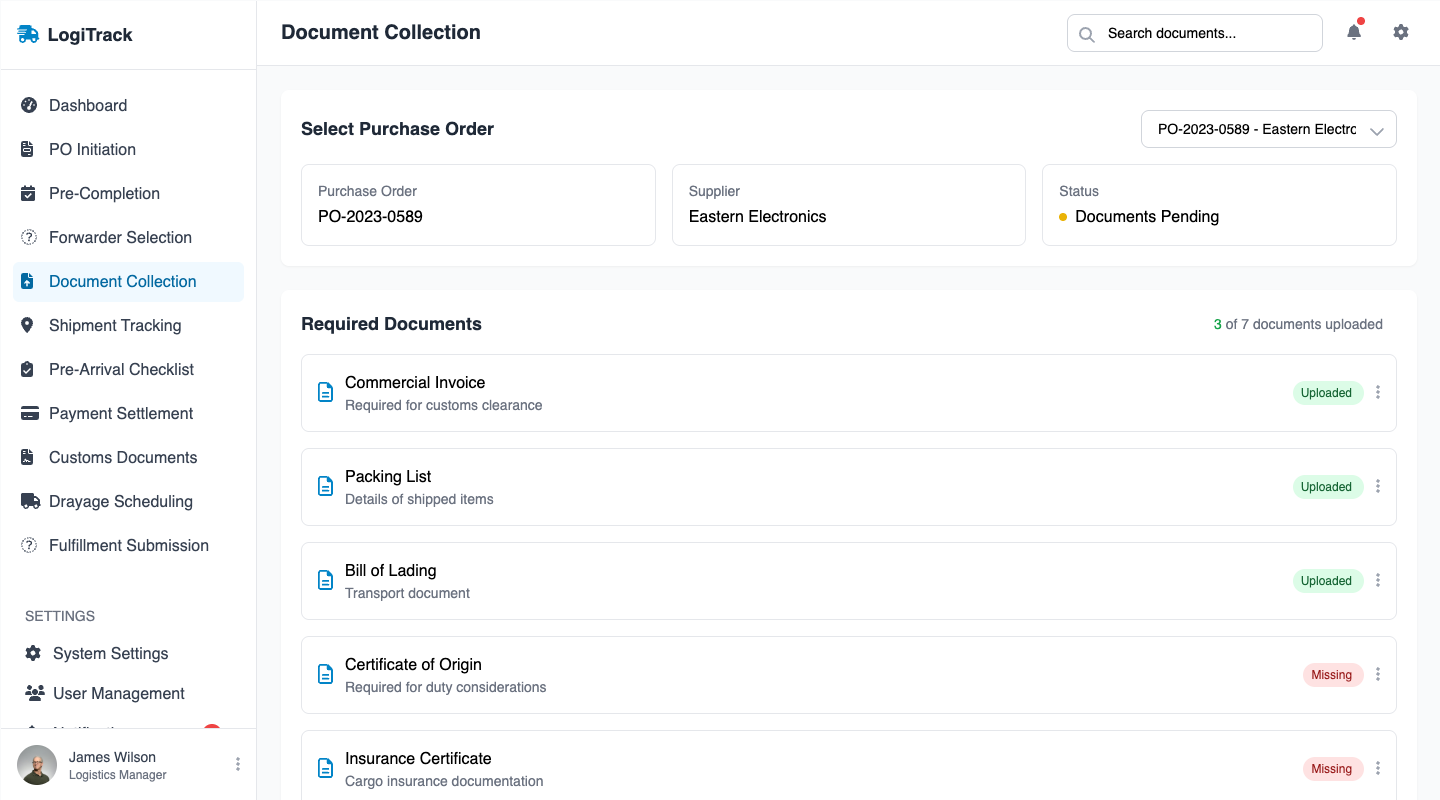 LogiTrack
Document Collection
Search documents...
Dashboard
PO Initiation
Pre-Completion
Forwarder Selection
Document Collection
Shipment Tracking
Pre-Arrival Checklist
Payment Settlement
Customs Documents
Drayage Scheduling
Fulfillment Submission
SETTINGS
System Settings
User Management
James Wilson
Logistics Manager
Select Purchase Order
PO-2023-0589 - Eastern
Purchase Order
PO-2023-0589
Supplier
Eastern Electronics
Status
Documents Pending
Required Documents
3 of 7 documents uploaded
Commercial Invoice
Required for customs clearance
Uploaded
Packing List
Details of shipped items
Uploaded
Bill of Lading
Transport document
Uploaded
Certificate of Origin
Required for duty considerations
Missing
Insurance Certificate
Cargo insurance documentation
Missing